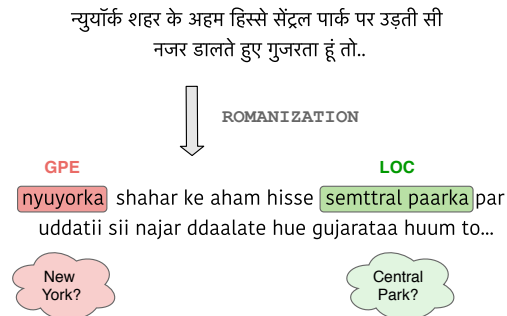 न्युयॉर्क शहर के अहम हिस्से सेंट्रल पार्क पर उड़ती सी
नजर डालते हुए गुजरता हूं तो..
ROMANIZATION
GPE LOC
nyuyorka shahar ke aham hisse semttral paarka par
uddatii sii najar ddaalate hue gujarataa huum to...
New Central
York? Park?